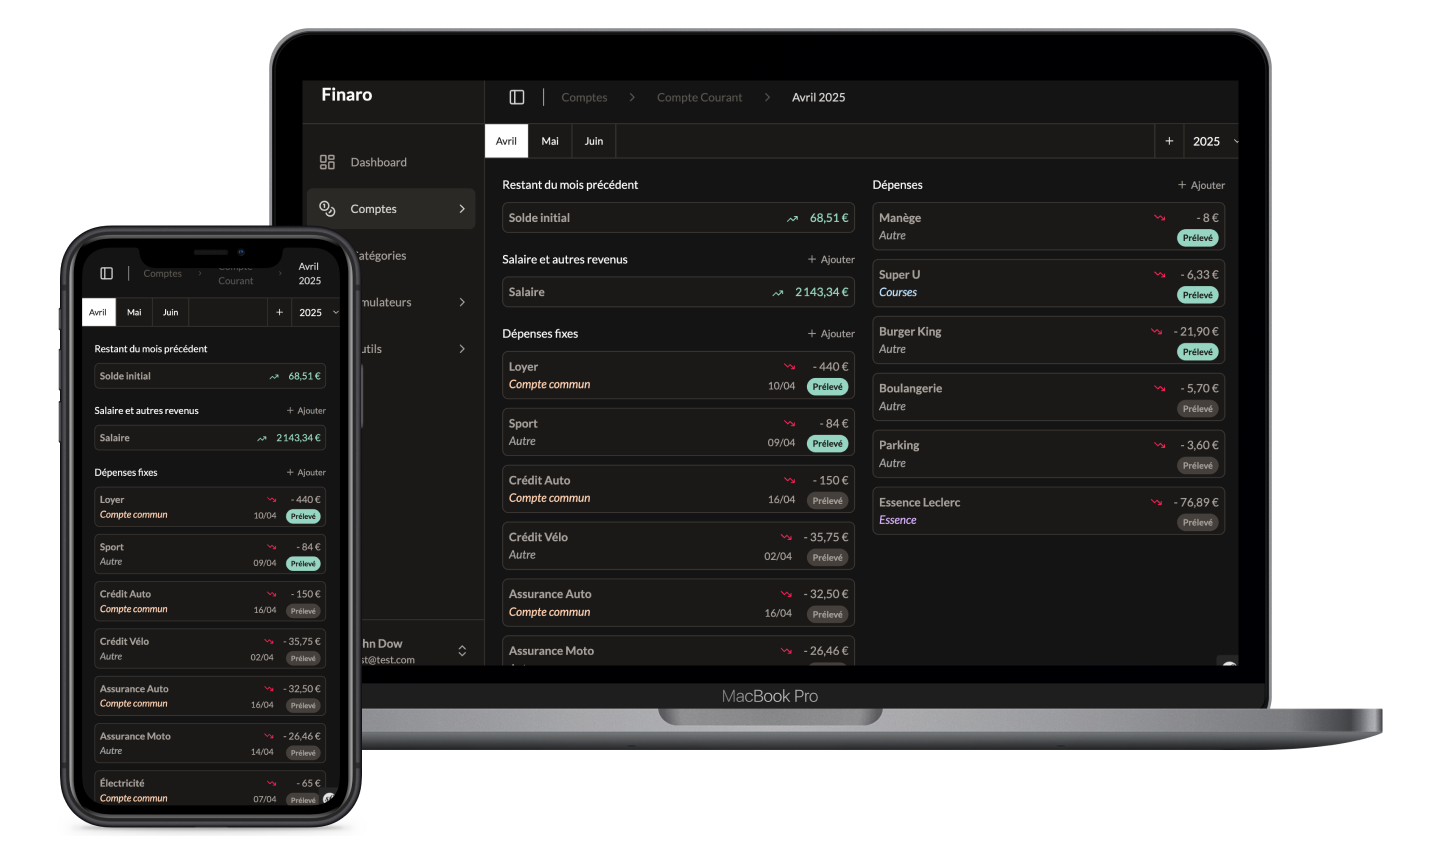 Finaro
Dashboard
Comptes
atégories
mulateurs
utils
hn Dow
st@test.com
Comptes > Compte Courant > Avril 2025
Avril Mai Juin + 2025
Restant du mois précédent
Solde initial 68,51 €
Salaire et autres revenus + Ajouter
Salaire 2 143,34 €
Dépenses fixes + Ajouter
Loyer - 440 €
Compte commun 10/04 Prélevé
Sport - 84 €
Autre 09/04 Prélevé
Crédit Auto - 150 €
Compte commun 16/04 Prélevé
Crédit Vélo - 35,75 €
Autre 02/04 Prélevé
Assurance Auto - 32,50 €
Compte commun 16/04 Prélevé
Assurance Moto - 26,46 €
Dépenses + Ajouter
Manège - 8 €
Autre Prélevé
Super U - 6,33 €
Courses Prélevé
Burger King - 21,90 €
Autre Prélevé
Boulangerie - 5,70 €
Autre Prélevé
Parking - 3,60 €
Autre Prélevé
Essence Leclerc - 76,89 €
Essence Prélevé
MacBook Pro
Comptes > Compte Courant > Avril 2025
Avril Mai Juin + 2025
Restant du mois précédent
Solde initial 68,51 €
Salaire et autres revenus + Ajouter
Salaire 2 143,34 €
Dépenses fixes + Ajouter
Loyer - 440 €
Compte commun 10/04 Prélevé
Sport - 84 €
Autre 09/04 Prélevé
Crédit Auto - 150 €
Compte commun 16/04 Prélevé
Crédit Vélo - 35,75 €
Autre 02/04 Prélevé
Assurance Auto - 32,50 €
Compte commun 16/04 Prélevé
Assurance Moto - 26,46 €
Autre 14/04 Prélevé
Électricité - 65 €
Compte commun 07/04 Prélevé